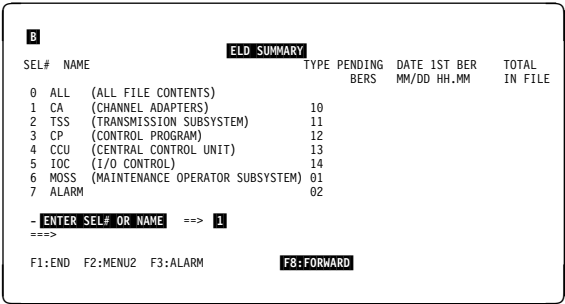 B
ELD SUMMARY
SEL# NAME TYPE PENDING DATE 1ST BER TOTAL
BERS MM/DD HH.MM IN FILE
0 ALL (ALL FILE CONTENTS)
1 CA (CHANNEL ADAPTERS) 10
2 TSS (TRANSMISSION SUBSYSTEM) 11
3 CP (CONTROL PROGRAM) 12
4 CCU (CENTRAL CONTROL UNIT) 13
5 IOC (I/O CONTROL) 14
6 MOSS (MAINTENANCE OPERATOR SUBSYSTEM) 01
7 ALARM 02
- ENTER SEL# OR NAME ==> 1
===>
F1:END F2:MENU2 F3:ALARM F8:FORWARD